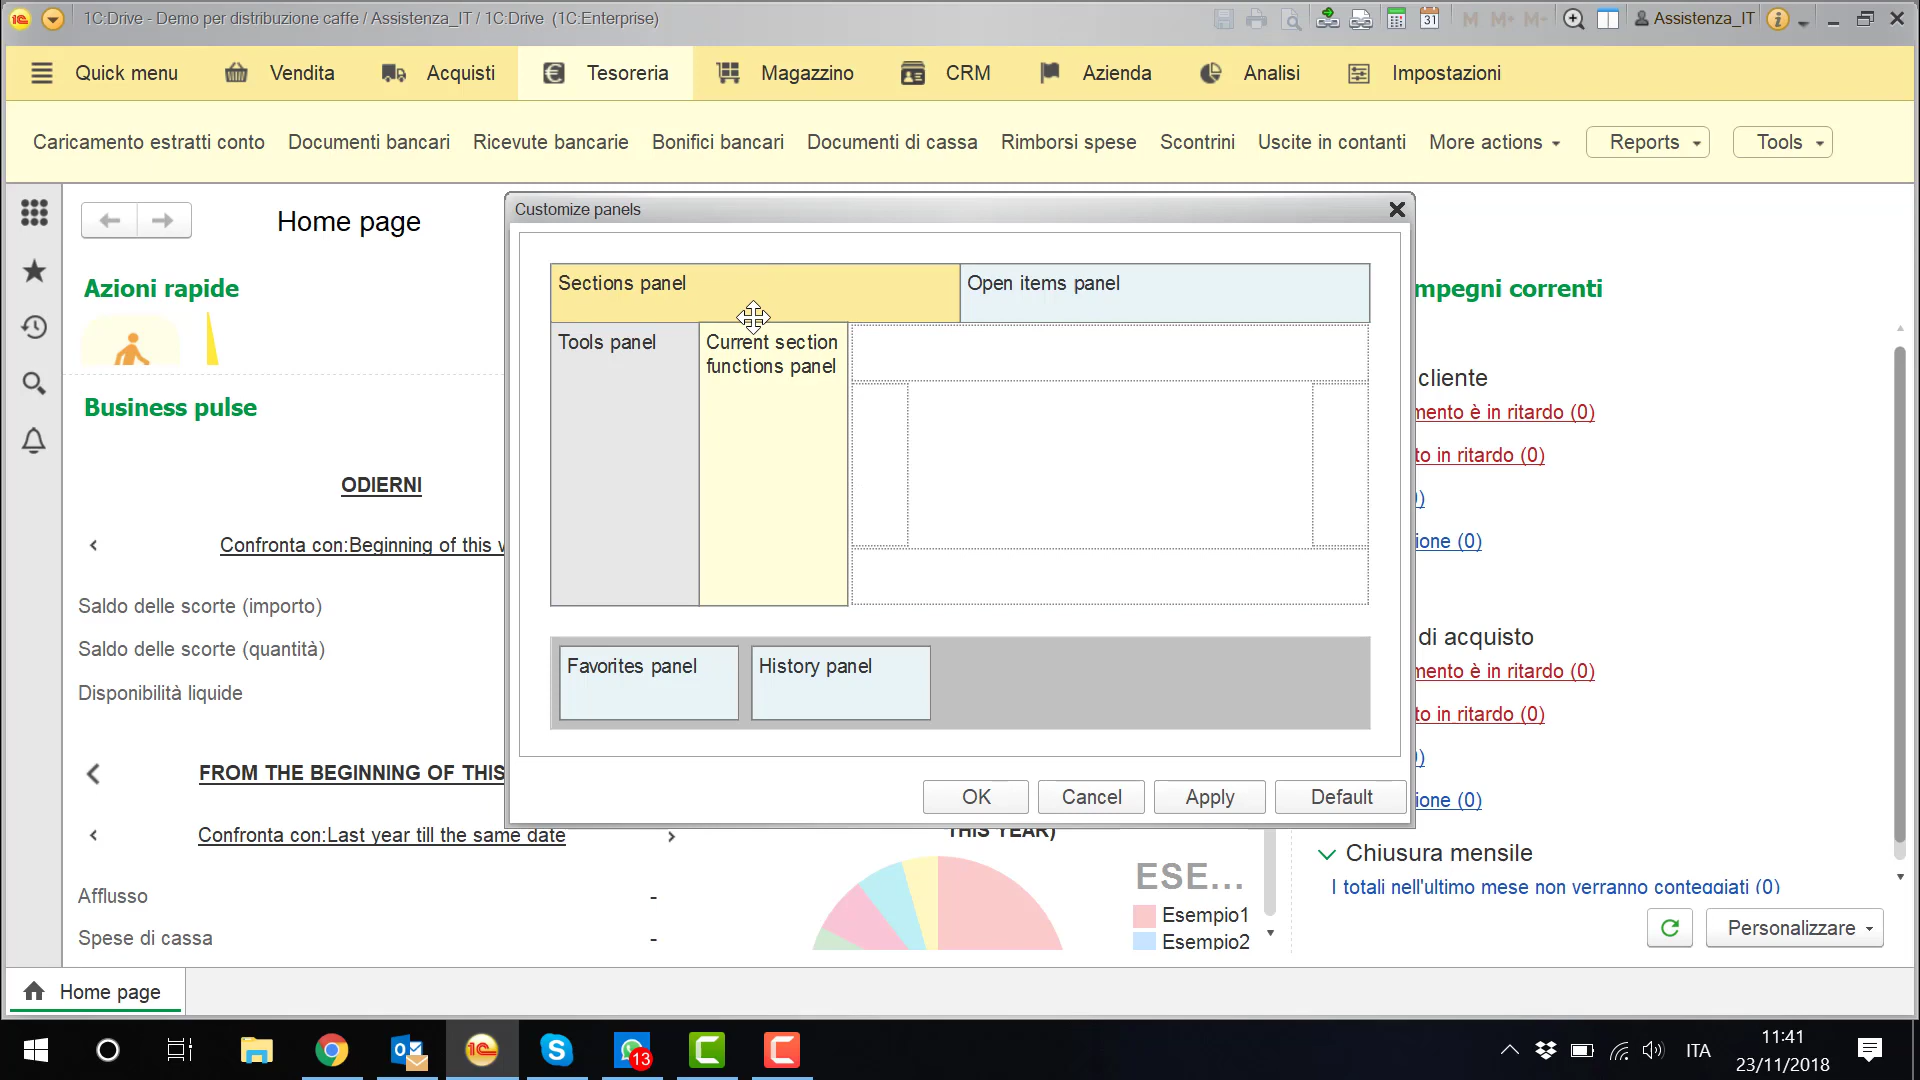 1C:Drive - Demo per distribuzione caffe / Assistenza_IT / 1C:Drive (1C:Enterprise)
31
M M+ M-
Assistenza_IT
Quick menu Vendita Acquisti Tesoreria Magazzino CRM Azienda Analisi Impostazioni
Caricamento estratti conto Documenti bancari Ricevute bancarie Bonifici bancari Documenti di cassa Rimborsi spese Scontrini Uscite in contanti More actions Reports Tools
Home page
Customize panels
Azioni rapide
mpegni correnti
Sections panel
Open items panel
Tools panel
Current section
functions panel
Business pulse
cliente
mento è in ritardo (0)
to in ritardo (0)
ODIERNI
)
Confronta con:Beginning of this
ione (0)
Saldo delle scorte (importo)
Saldo delle scorte (quantità)
di acquisto
Favorites panel
History panel
mento è in ritardo (0)
Disponibilità liquide
to in ritardo (0)
)
FROM THE BEGINNING OF THIS
OK
Cancel
Apply
Default
ione (0)
Confronta con:Last year till the same date
THIS YEAR)
Chiusura mensile
ESE...
I totali nell'ultimo mese non verranno conteggiati (0)
Afflusso
-
Esempio1
Spese di cassa
-
Esempio2
Personalizzare
Home page
13
ITA
11:41
23/11/2018